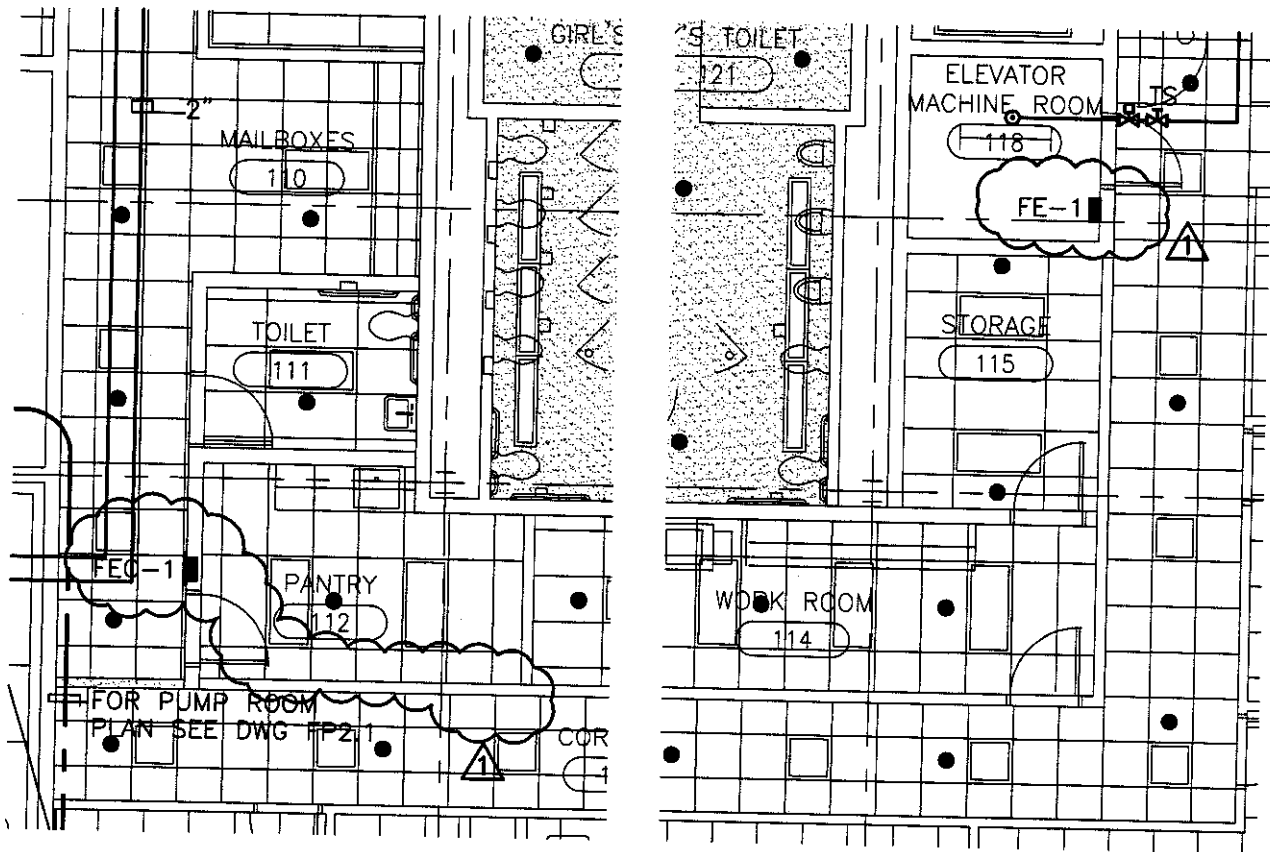 GIRL'S
'S TOILET
121
ELEVATOR
MACHINE ROOM
118
TS
2"
MAILBOXES
110
FE-1
1
TOILET
111
STORAGE
115
FEC-1
PANTRY
112
WORK ROOM
114
FOR PUMP ROOM
PLAN SEE DWG FP2.1
1
COR
1